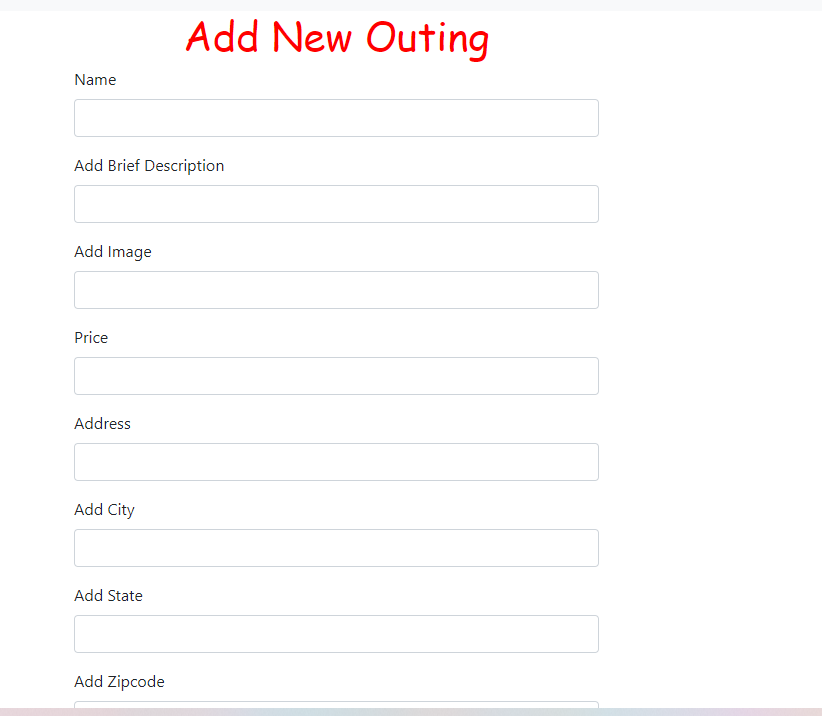 Add New Outing
Name
Add Brief Description
Add Image
Price
Address
Add City
Add State
Add Zipcode